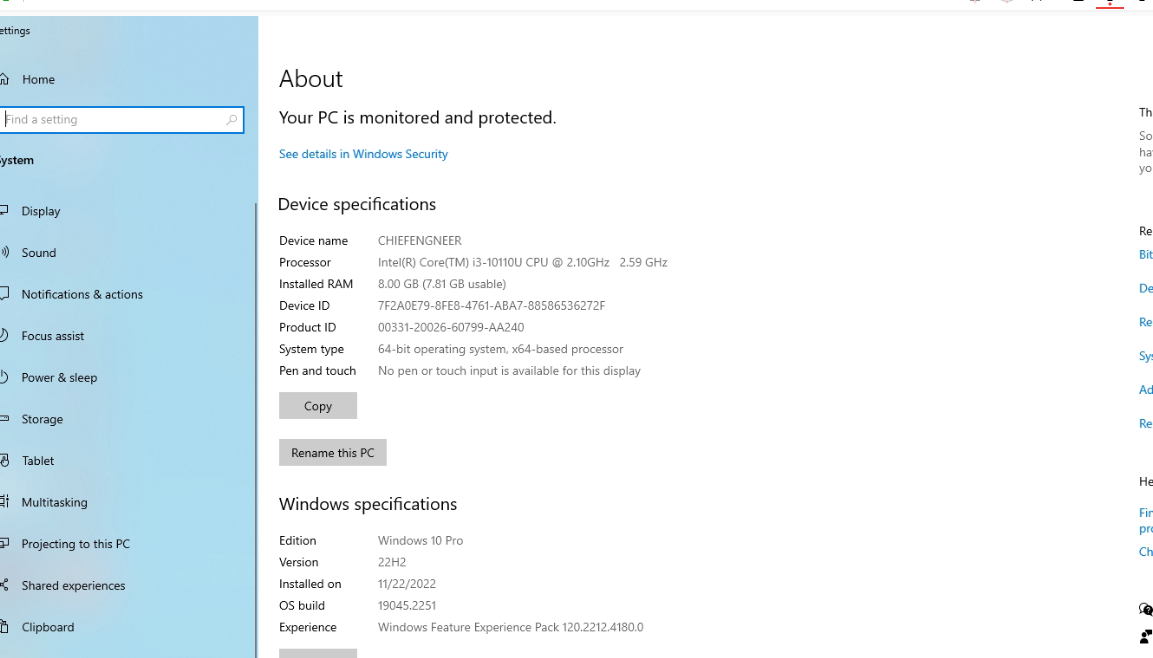 ettings
Home
Find a setting
System
Display
Sound
Notifications & actions
Focus assist
Power & sleep
Storage
Tablet
Multitasking
Projecting to this PC
Shared experiences
Clipboard
About
Your PC is monitored and protected.
See details in Windows Security
Device specifications
Device name CHIEFENGNEER
Processor Intel(R) Core(TM) i3-10110U CPU @ 2.10GHz 2.59 GHz
Installed RAM 8.00 GB (7.81 GB usable)
Device ID 7F2A0E79-8FE8-4761-ABA7-88586536272F
Product ID 00331-20026-60799-AA240
System type 64-bit operating system, x64-based processor
Pen and touch No pen or touch input is available for this display
Copy
Rename this PC
Windows specifications
Edition Windows 10 Pro
Version 22H2
Installed on 11/22/2022
OS build 19045.2251
Experience Windows Feature Experience Pack 120.2212.4180.0
Th
So
ha
yo
Re
Bit
De
Re
Sys
Ad
Re
He
Fin
pro
Ch